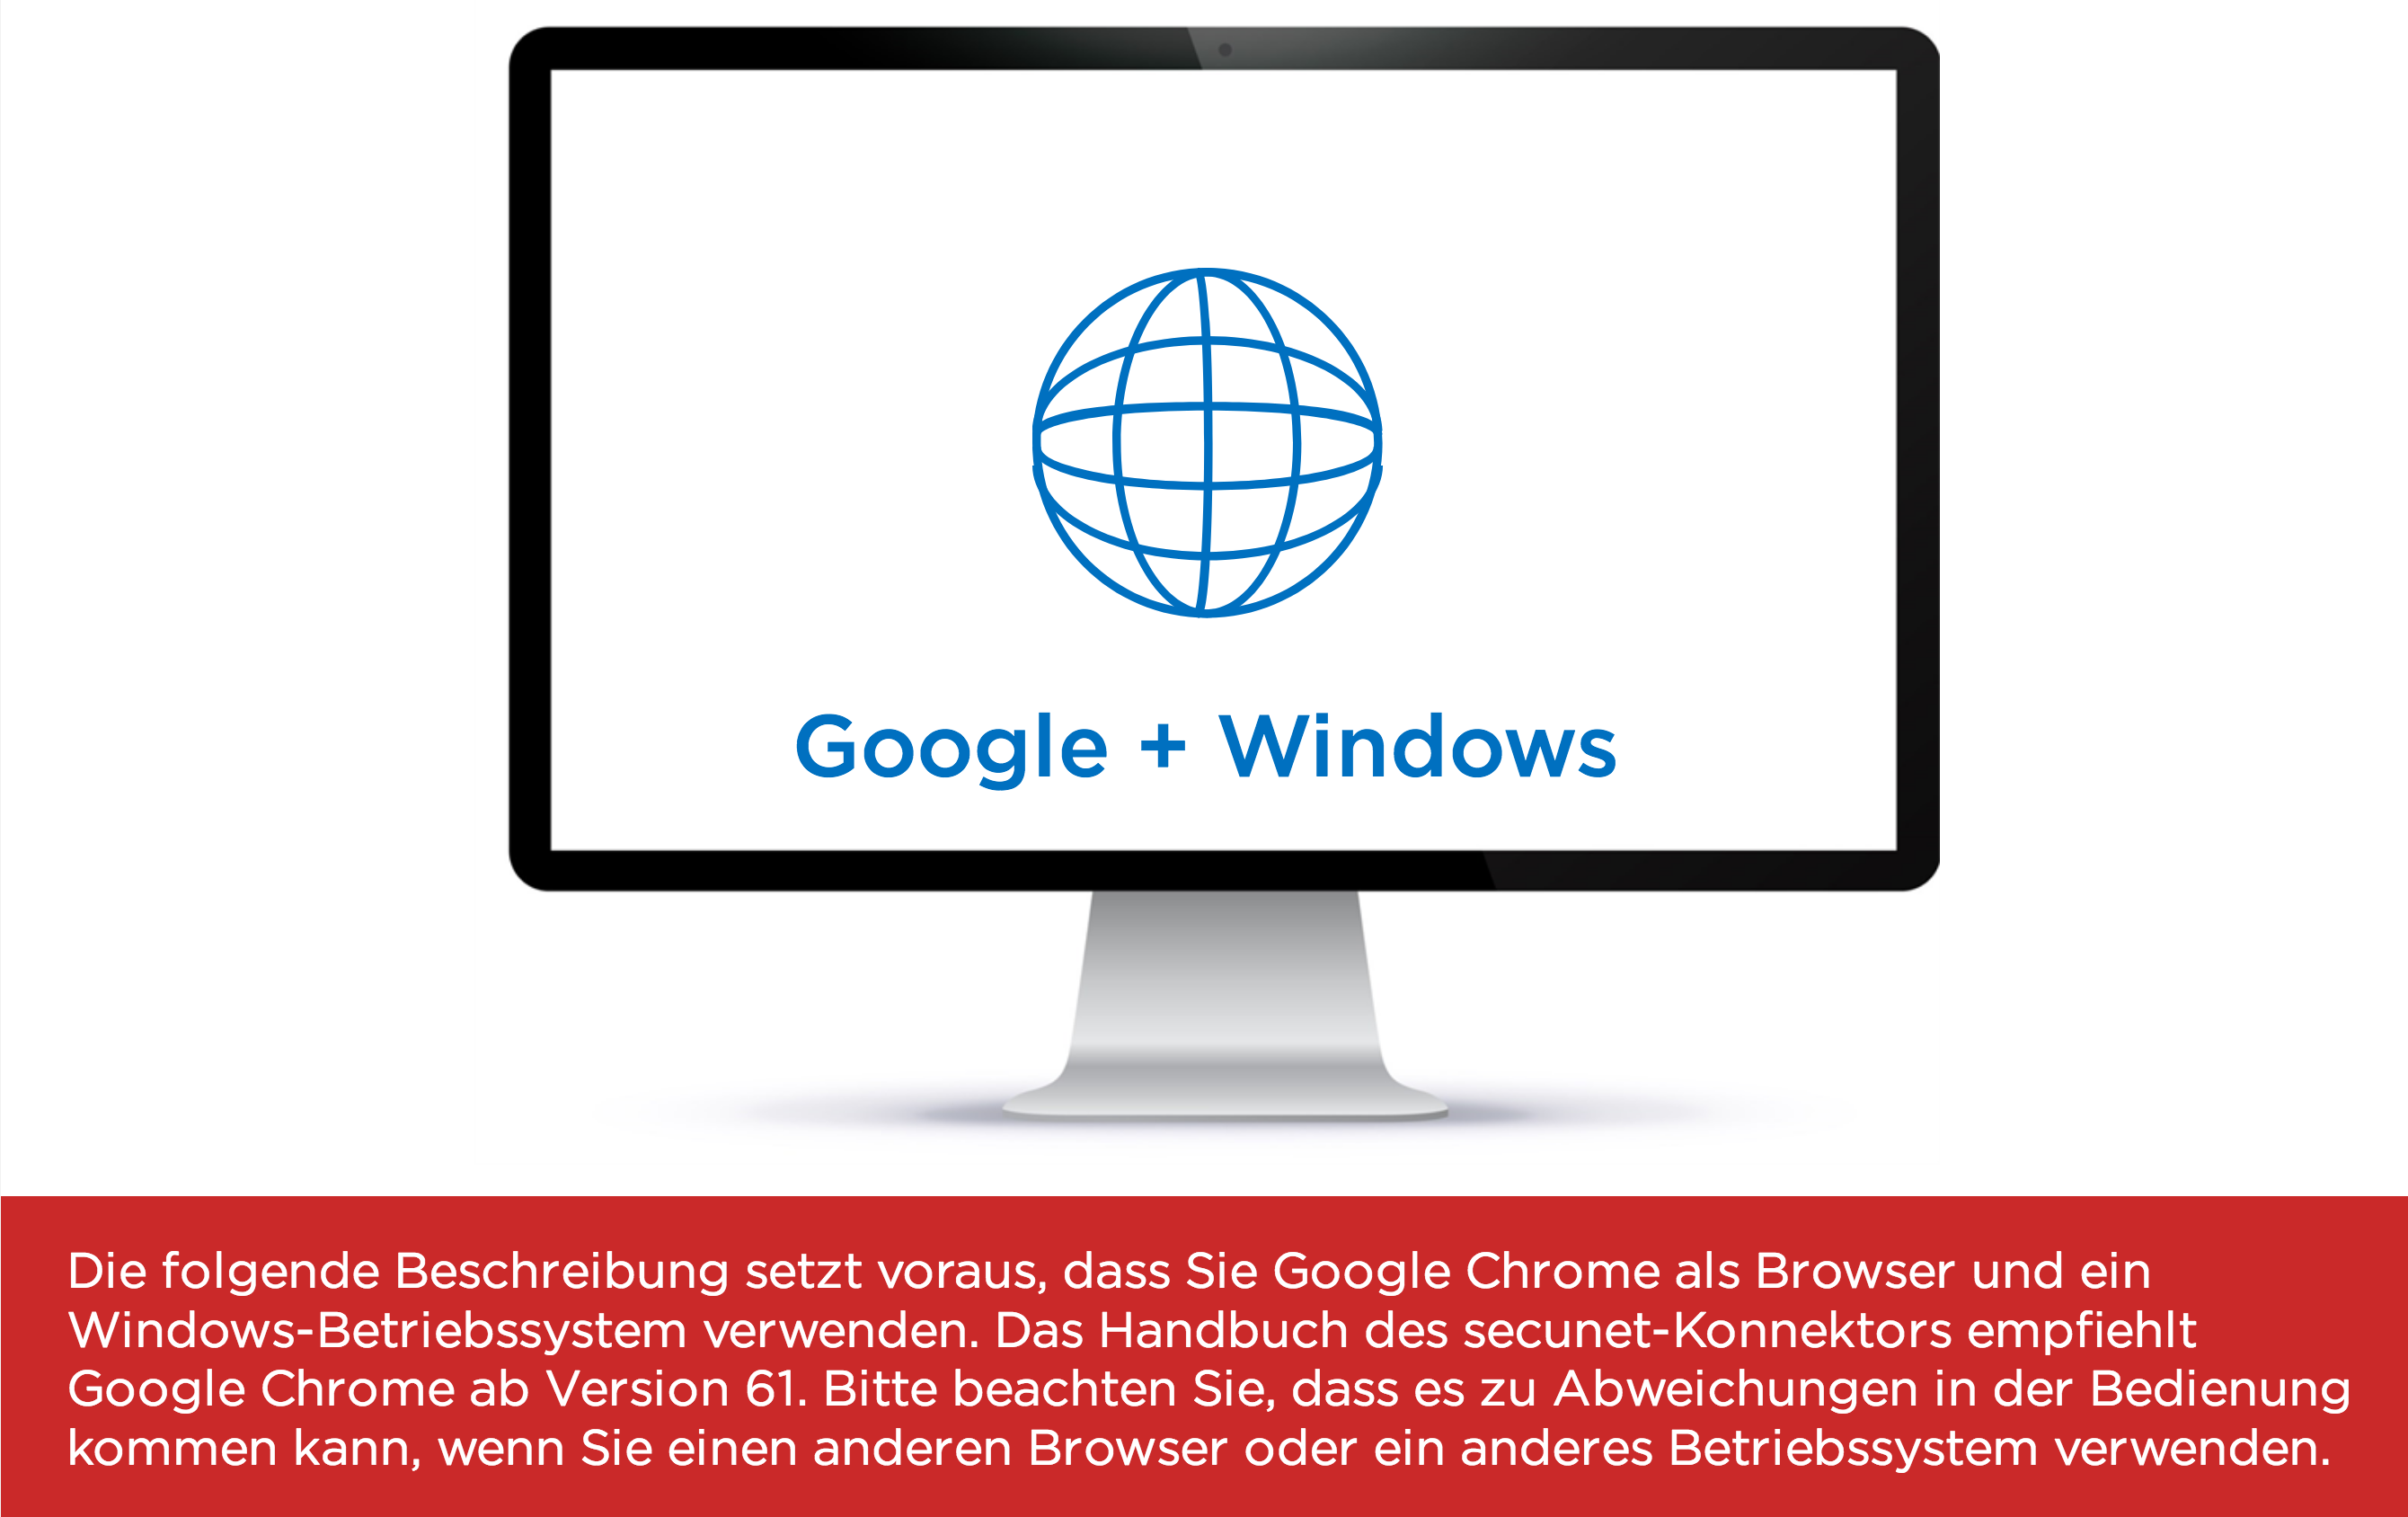 Google + Windows
Die folgende Beschreibung setzt voraus, dass Sie Google Chrome als Browser und ein
Windows-Betriebssystem verwenden. Das Handbuch des secunet-Konnektors empfiehlt
Google Chrome ab Version 61. Bitte beachten Sie, dass es zu Abweichungen in der Bedienung
kommen kann, wenn Sie einen anderen Browser oder ein anderes Betriebssystem verwenden.